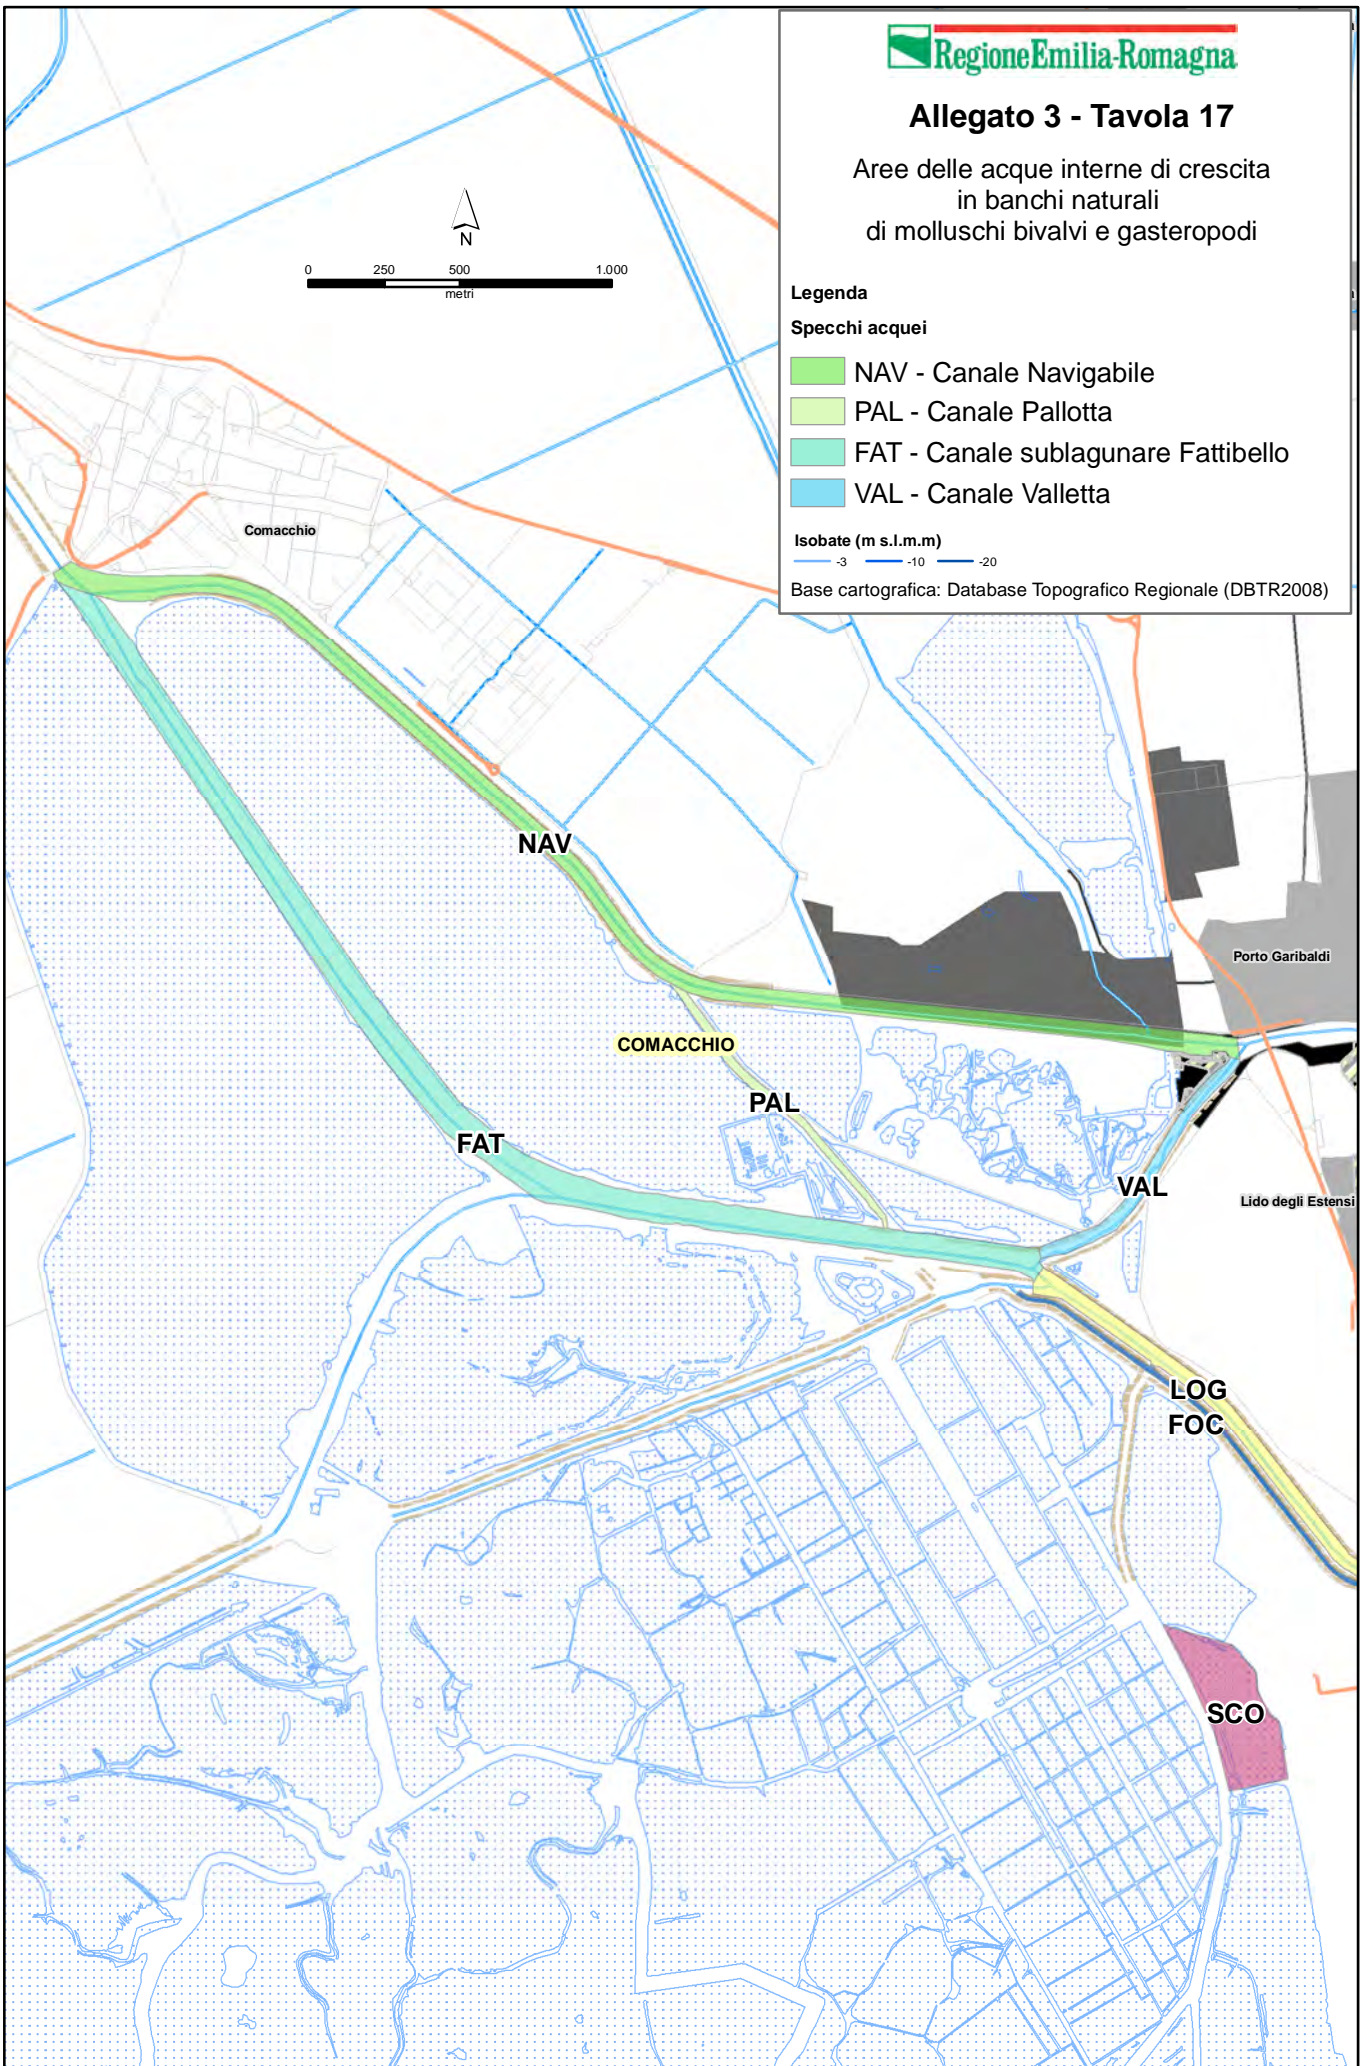 RegioneEmilia-Romagna
Allegato 3 - Tavola 17
Aree delle acque interne di crescita
in banchi naturali
di molluschi bivalvi e gasteropodi
N
0 250 500 1.000
metri
Legenda
Specchi acquei
NAV - Canale Navigabile
PAL - Canale Pallotta
FAT - Canale sublagunare Fattibello
VAL - Canale Valletta
Isobate (m s.l.m.m)
-3 -10 -20
Base cartografica: Database Topografico Regionale (DBTR2008)
Comacchio
NAV
Porto Garibaldi
COMACCHIO
PAL
FAT
VAL
Lido degli Estensi
LOG
FOC
SCO